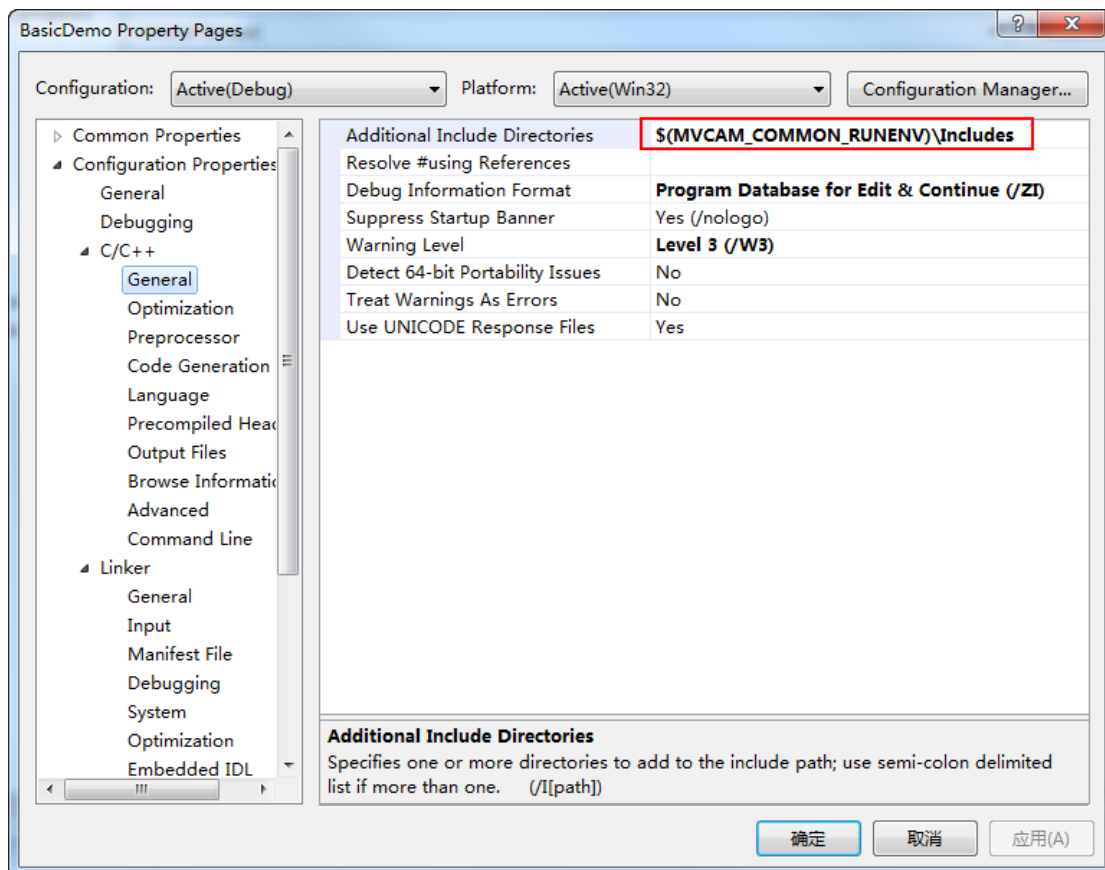 BasicDemo Property Pages
Configuration: Active(Debug) Platform: Active(Win32) Configuration Manager...
Common Properties
Configuration Properties
General
Debugging
C/C++
General
Optimization
Preprocessor
Code Generation
Language
Precompiled Head
Output Files
Browse Informatio
Advanced
Command Line
Linker
General
Input
Manifest File
Debugging
System
Optimization
Embedded IDL
Additional Include Directories $(MVCAM_COMMON_RUNENV)\Includes
Resolve #using References
Debug Information Format Program Database for Edit & Continue (/ZI)
Suppress Startup Banner Yes (/nologo)
Warning Level Level 3 (/W3)
Detect 64-bit Portability Issues No
Treat Warnings As Errors No
Use UNICODE Response Files Yes
Additional Include Directories
Specifies one or more directories to add to the include path; use semi-colon delimited
list if more than one. (/I[path])
确定 取消 应用(A)